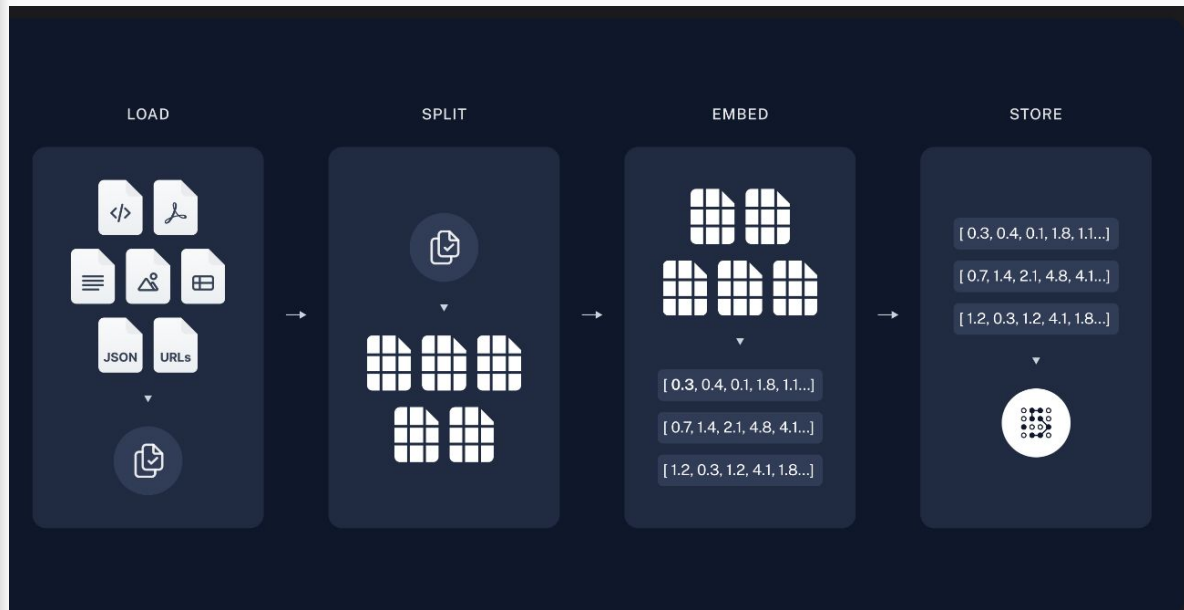 LOAD
SPLIT
EMBED
STORE
</>
JSON
URLs
[ 0.3, 0.4, 0.1, 1.8, 1.1...]
[ 0.7, 1.4, 2.1, 4.8, 4.1...]
[ 1.2, 0.3, 1.2, 4.1, 1.8...]
[ 0.3, 0.4, 0.1, 1.8, 1.1...]
[ 0.7, 1.4, 2.1, 4.8, 4.1...]
[ 1.2, 0.3, 1.2, 4.1, 1.8...]